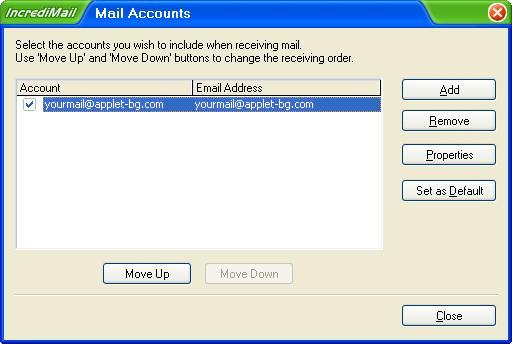 IncrediMail Mail Accounts
Select the accounts you wish to include when receiving mail.
Use 'Move Up' and 'Move Down' buttons to change the receiving order.
Account Email Address
yourmail@applet-bg.com yourmail@applet-bg.com
Add
Remove
Properties
Set as Default
Move Up Move Down
Close